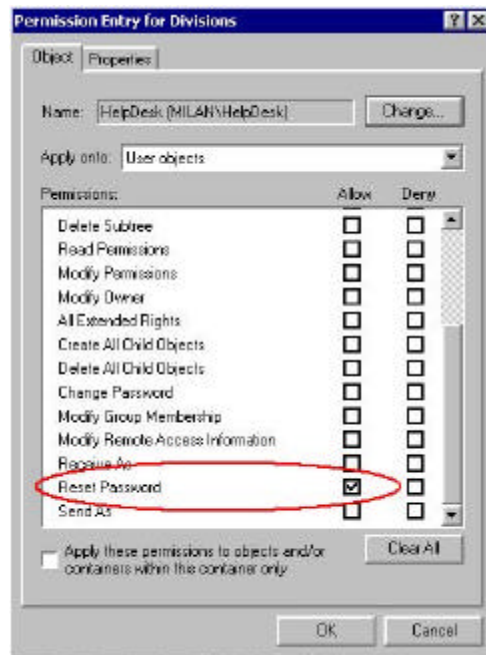 Permission Entry for Divisions
Object Properties
Name: HelpDesk (MILAN\HelpDesk) Change...
Apply onto: User objects
Permissions: Allow Deny
Delete Subtree
Read Permissions
Modify Permissions
Modify Owner
All Extended Rights
Create All Child Objects
Delete All Child Objects
Change Password
Modify Group Membership
Modify Remote Access Information
Receive As
Reset Password
Send As
Apply these permissions to objects and/or Clear All
containers within this container only
OK Cancel